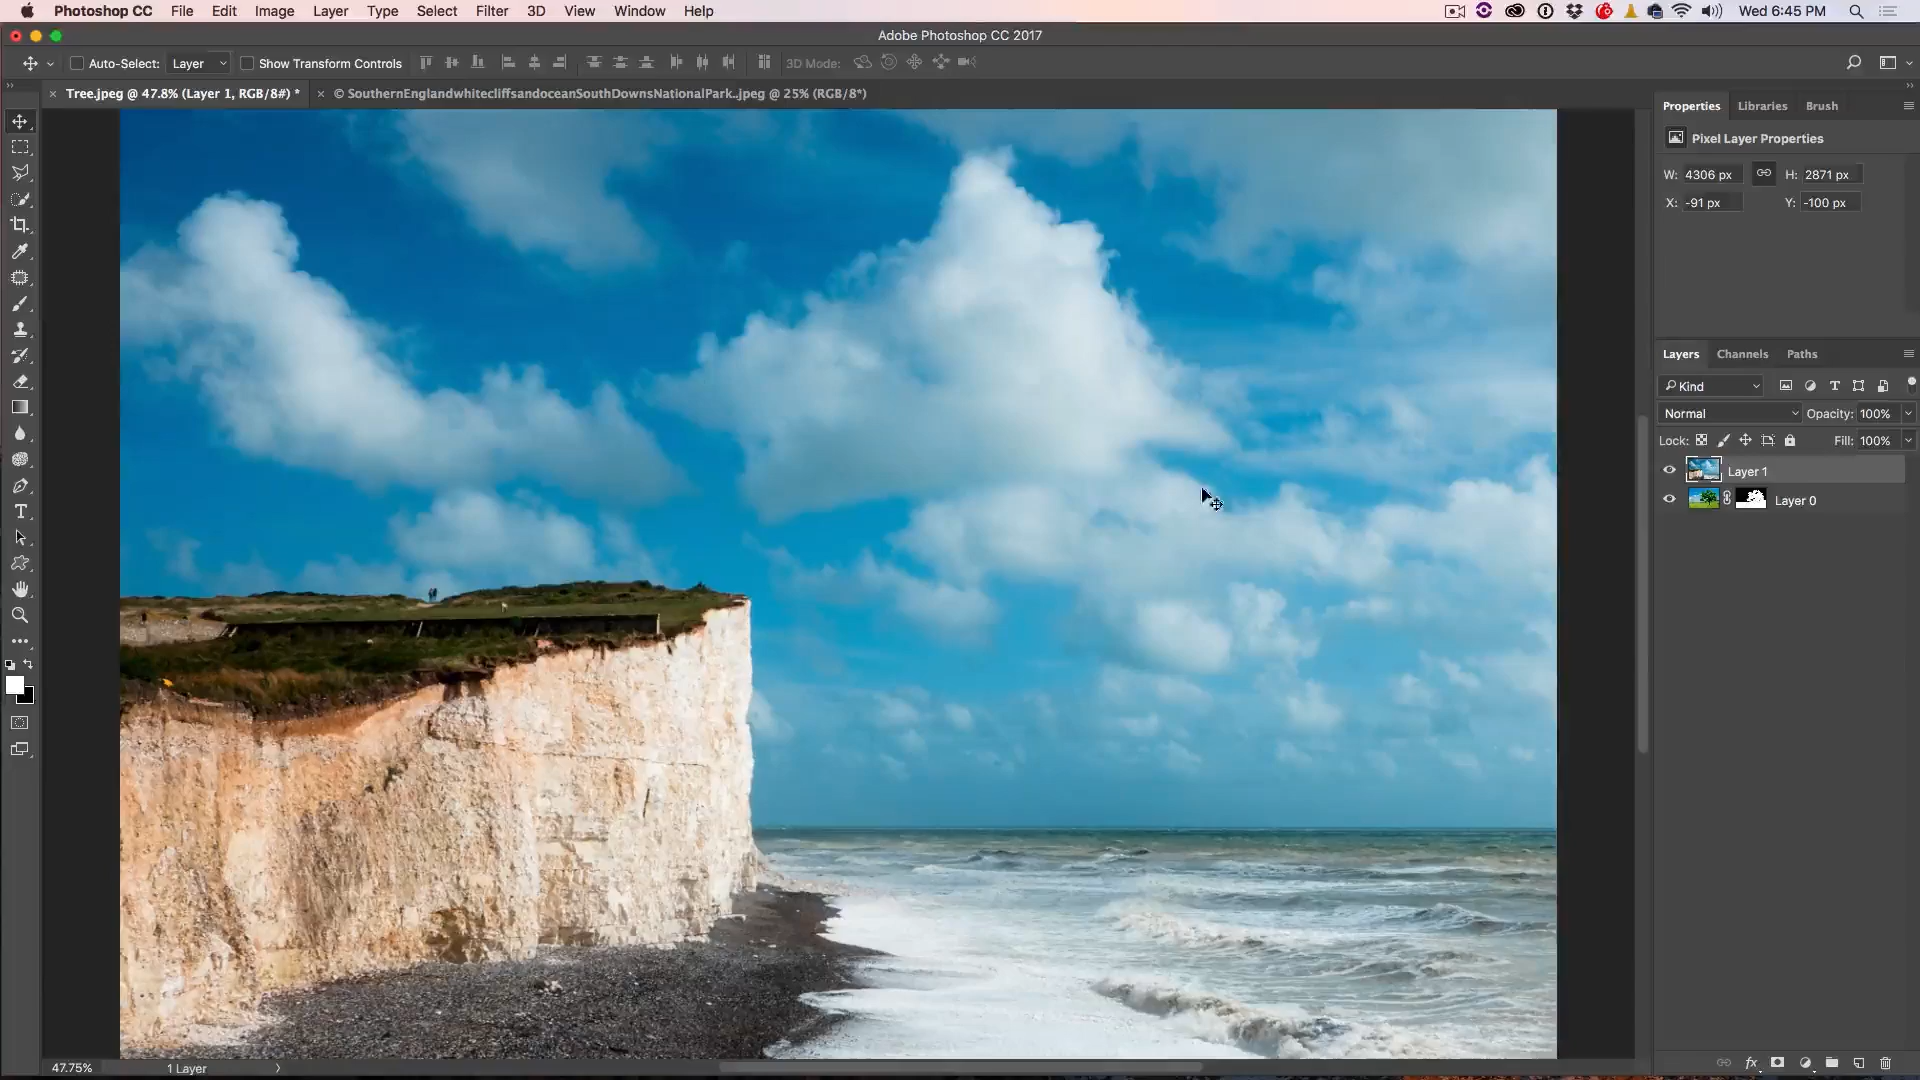 Photoshop CC File Edit Image Layer Type Select Filter 3D View Window Help Wed 6:45 PM
Adobe Photoshop CC 2017
Auto-Select: Layer Show Transform Controls 3D Mode:
Tree.jpeg @ 47.8% (Layer 1, RGB/8#) * © SouthernEnglandwhitecliffsandoceanSouthDownsNationalPark..jpeg @ 25% (RGB/8*)
Properties Libraries Brush
Pixel Layer Properties
W: 4306 px H: 2871 px
X: -91 px Y: -100 px
Layers Channels Paths
Kind
Normal Opacity: 100%
Lock: Fill: 100%
Layer 1
Layer 0
47.75% 1 Layer